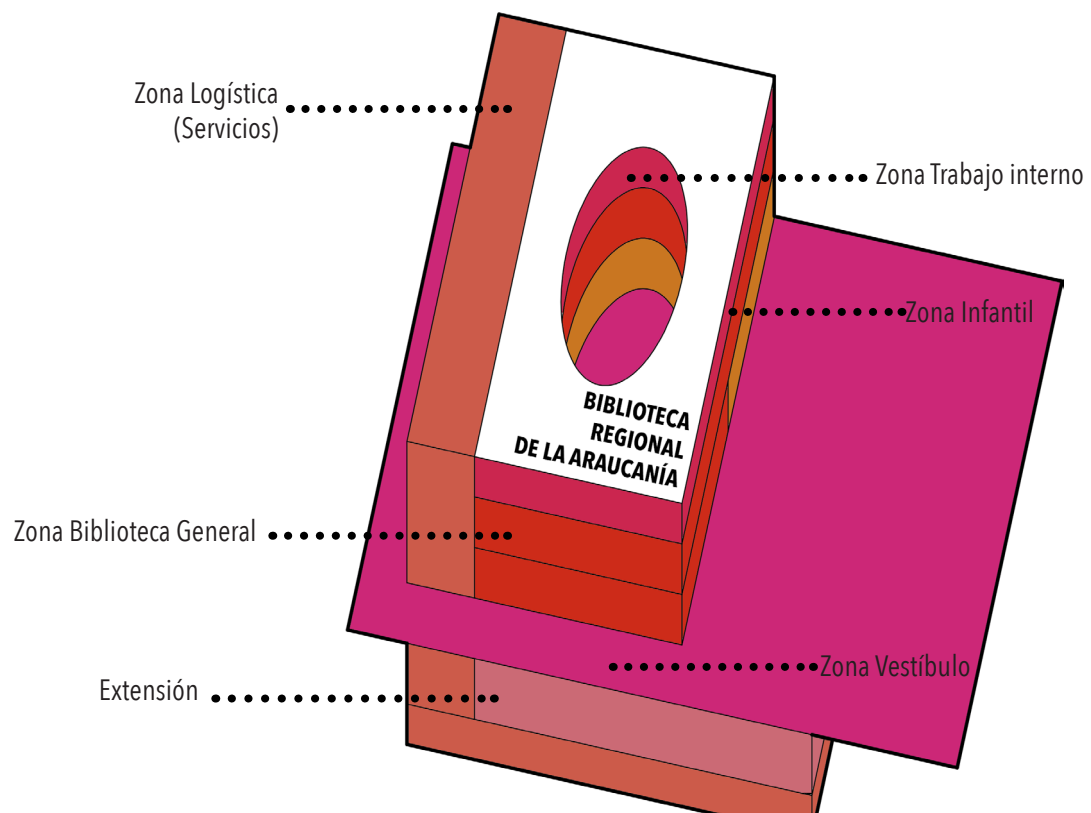 Zona Logística
(Servicios)
Zona Trabajo interno
Zona Infantil
BIBLIOTECA
REGIONAL
DE LA ARAUCANÍA
Zona Biblioteca General
Zona Vestíbulo
Extensión